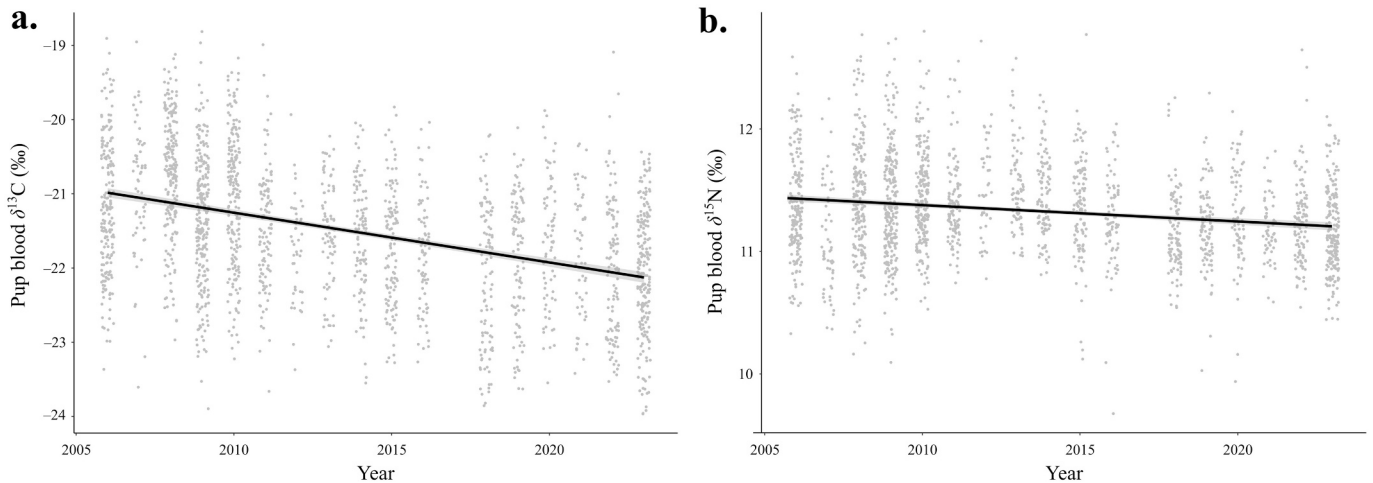 a.
–19
–20
–21
–22
–23
–24
Pup blood δ¹³C (‰)
2005 2010 2015 2020
Year
b.
12
11
10
Pup blood δ¹⁵N (‰)
2005 2010 2015 2020
Year